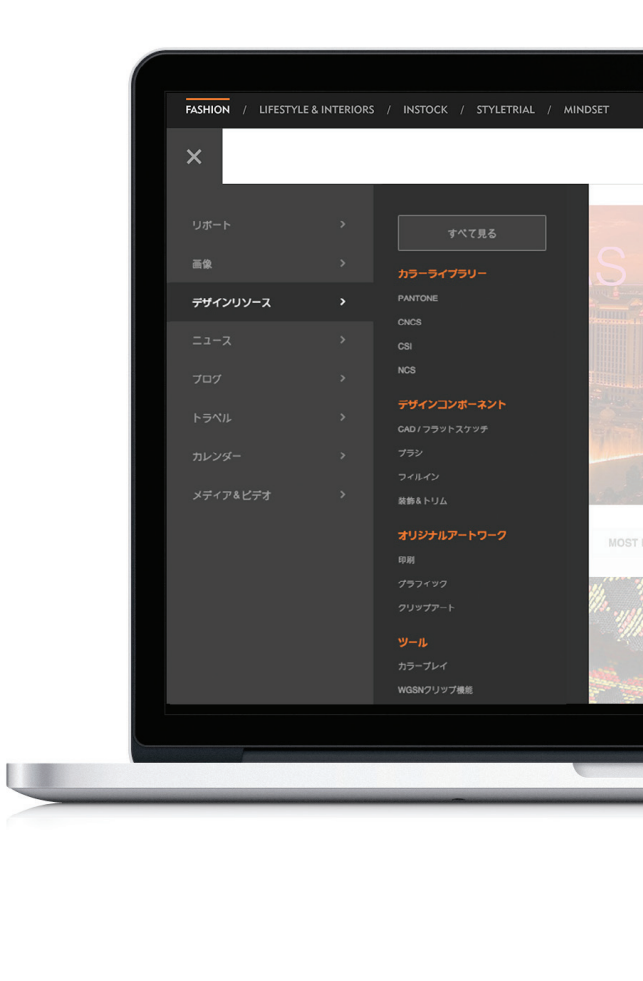 FASHION / LIFESTYLE & INTERIORS / INSTOCK / STYLETRIAL / MINDSET
リポート
画像
デザインリソース
ニュース
ブログ
トラベル
カレンダー
メディア&ビデオ
すべて見る
カラーライブラリー
PANTONE
CNCS
CSI
NCS
デザインコンポーネント
CAD / フラットスケッチ
ブラシ
フィルイン
装飾&トリム
オリジナルアートワーク
印刷
グラフィック
クリップアート
ツール
カラープレイ
WGSNクリップ機能
S
MOST